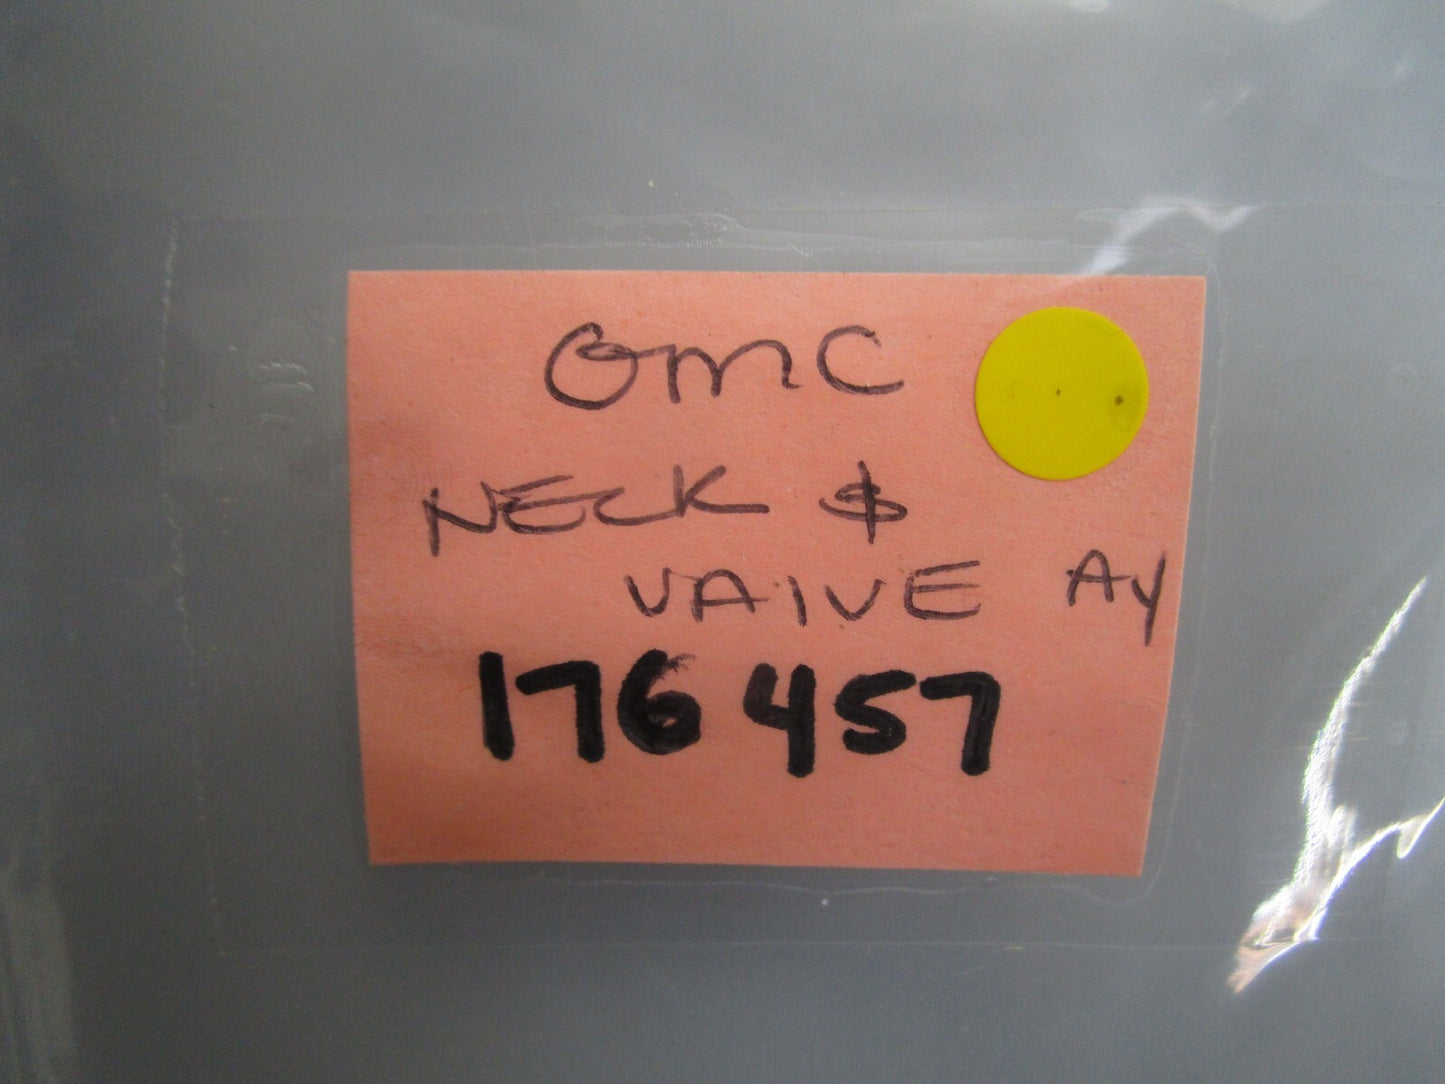 OMC
NECK $
VAIVE AY
176457